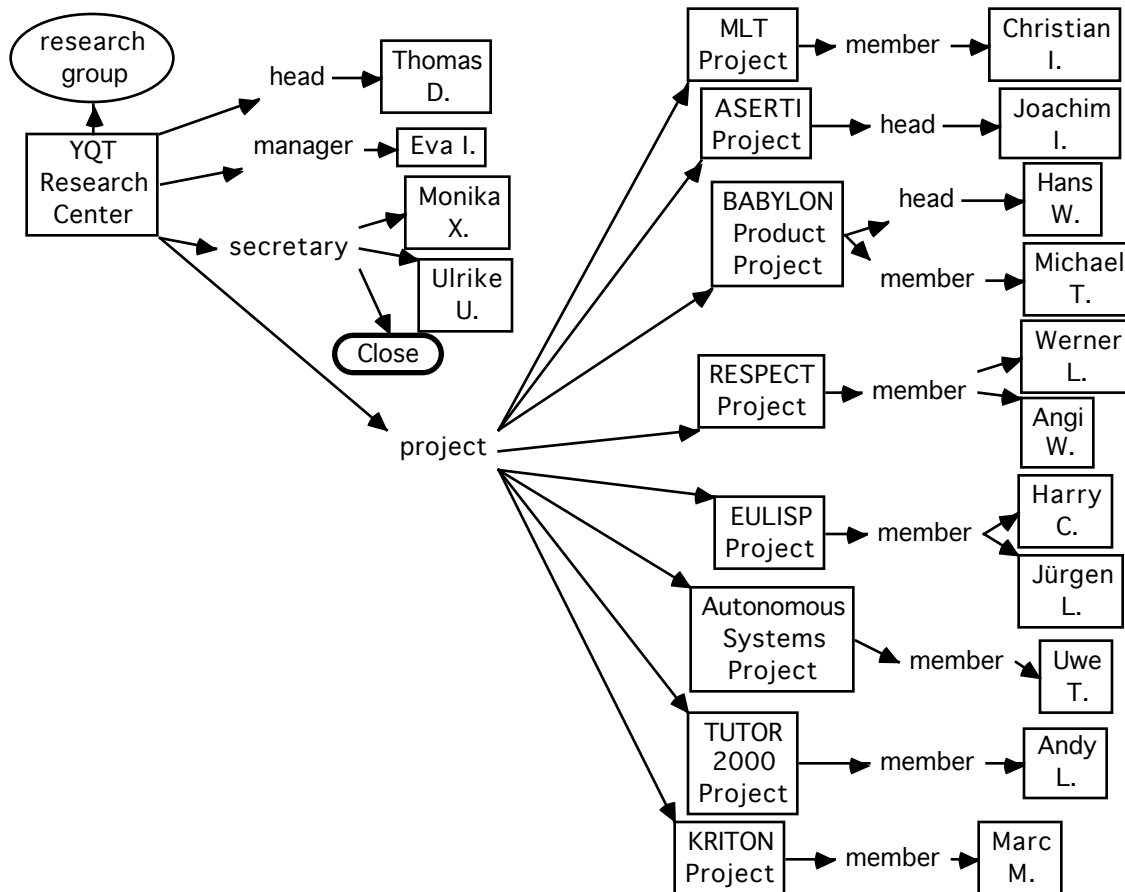 research
group
YQT
Research
Center
head
Thomas
D.
manager
Eva I.
secretary
Monika
X.
Ulrike
U.
Close
project
MLT
Project
member
Christian
I.
ASERTI
Project
head
Joachim
I.
BABYLON
Product
Project
head
Hans
W.
member
Michael
T.
RESPECT
Project
member
Werner
L.
Angi
W.
EULISP
Project
member
Harry
C.
Jürgen
L.
Autonomous
Systems
Project
member
Uwe
T.
TUTOR
2000
Project
member
Andy
L.
KRITON
Project
member
Marc
M.